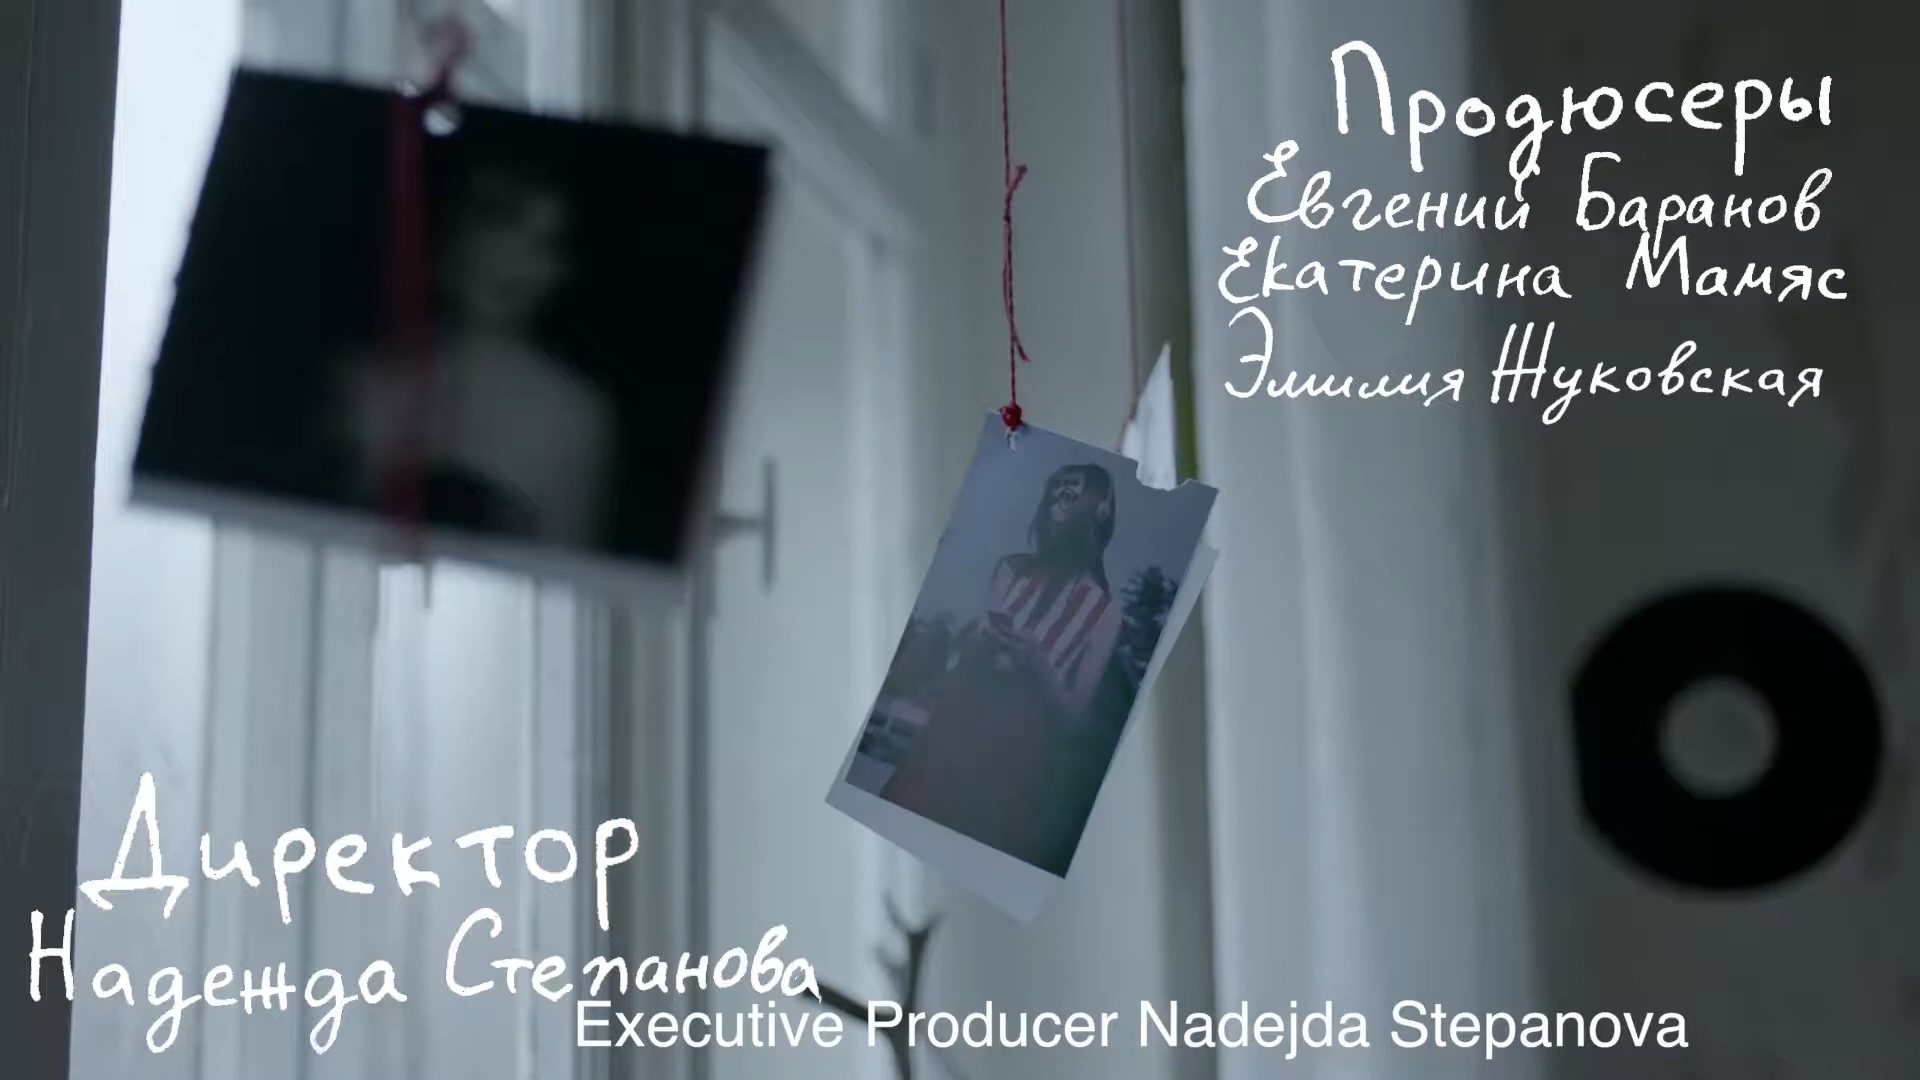 Продюсеры
Евгений Баранов
Екатерина Мамяс
Эмилия Жуковская
Директор
Надежда Степанова
Executive Producer Nadejda Stepanova